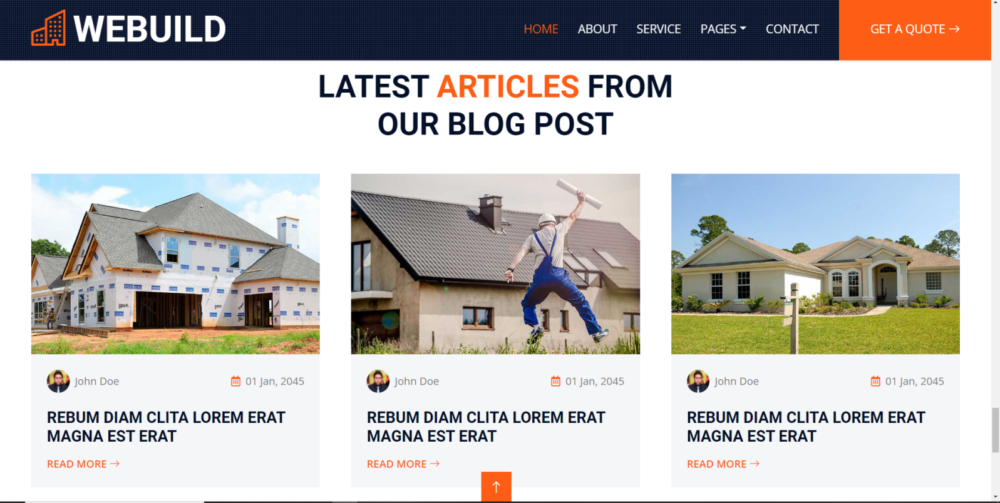 WEBUILD
HOME ABOUT SERVICE PAGES CONTACT GET A QUOTE →
LATEST ARTICLES FROM
OUR BLOG POST
John Doe 01 Jan, 2045
REBUM DIAM CLITA LOREM ERAT
MAGNA EST ERAT
READ MORE →
John Doe 01 Jan, 2045
REBUM DIAM CLITA LOREM ERAT
MAGNA EST ERAT
READ MORE →
John Doe 01 Jan, 2045
REBUM DIAM CLITA LOREM ERAT
MAGNA EST ERAT
READ MORE →